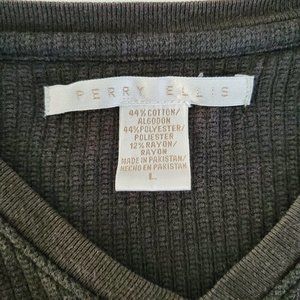 PERRY ELLIS
44% COTTON/
ALGODON
44% POLYESTER/
POLIESTER
12% RAYON/
RAYON
MADE IN PAKISTAN/
HECHO EN PAKISTAN
L